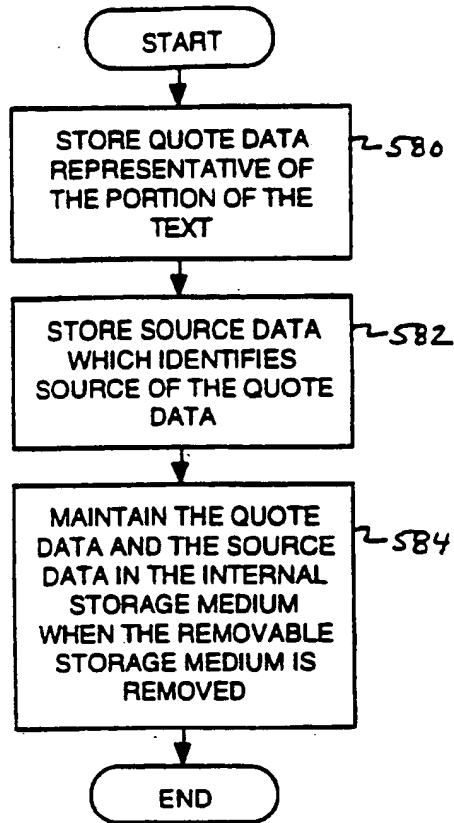 START
STORE QUOTE DATA
REPRESENTATIVE OF
THE PORTION OF THE
TEXT
580
STORE SOURCE DATA
WHICH IDENTIFIES
SOURCE OF THE QUOTE
DATA
582
MAINTAIN THE QUOTE
DATA AND THE SOURCE
DATA IN THE INTERNAL
STORAGE MEDIUM
WHEN THE REMOVABLE
STORAGE MEDIUM IS
REMOVED
584
END